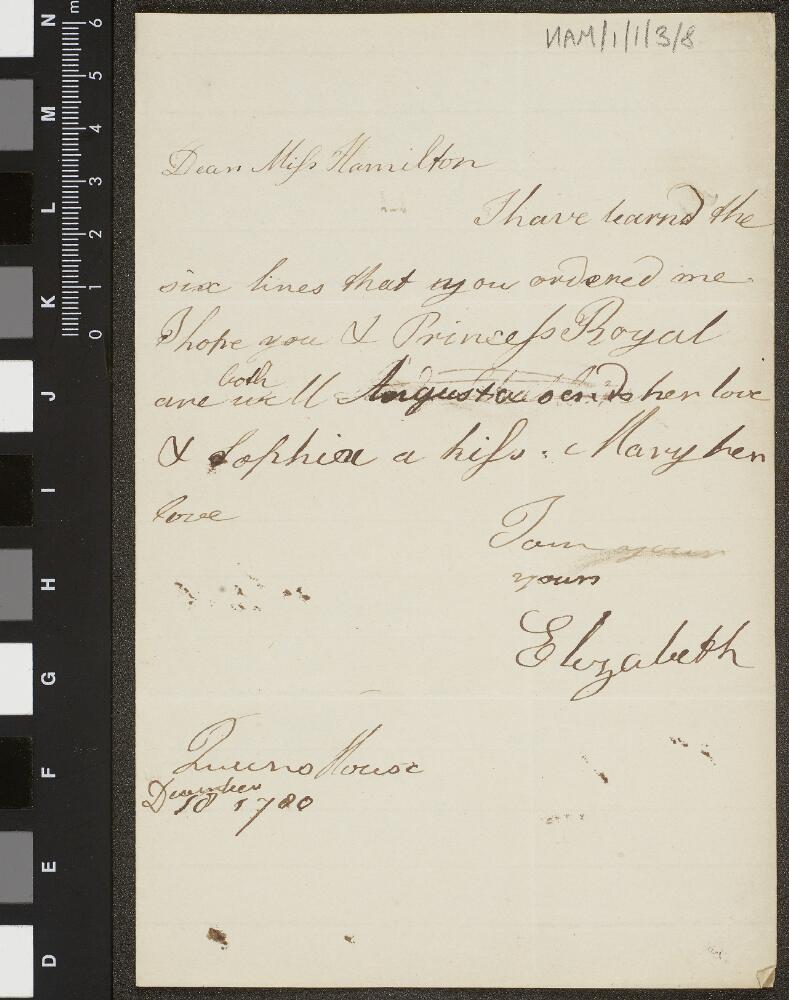 HAM/1/1/3/8
Dear Miſs Hamilton
I have learnd the
six lines that you ordered me
I hope you & Princeſs Royal
both
are well Augusta sends her love
& Sophia a kiſs. Mary her
love
I am your
yours
Elizabeth
Queens House
December
18 1780
m
6
5
4
3
2
1
0
N
M
L
K
J
I
H
G
F
E
D